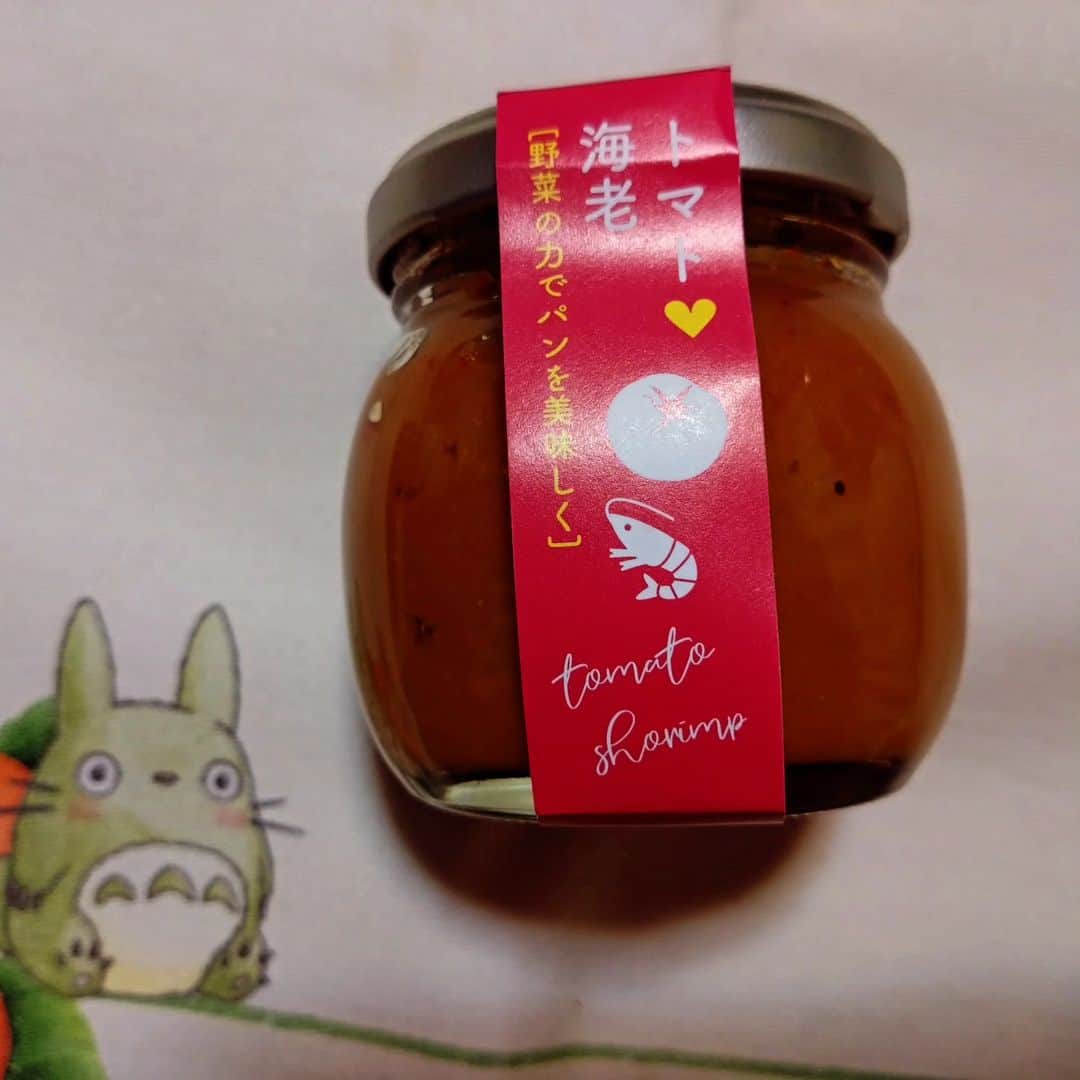 トマト♥
海老
［野菜の力でパンを美味しく］
tomato
shorimp